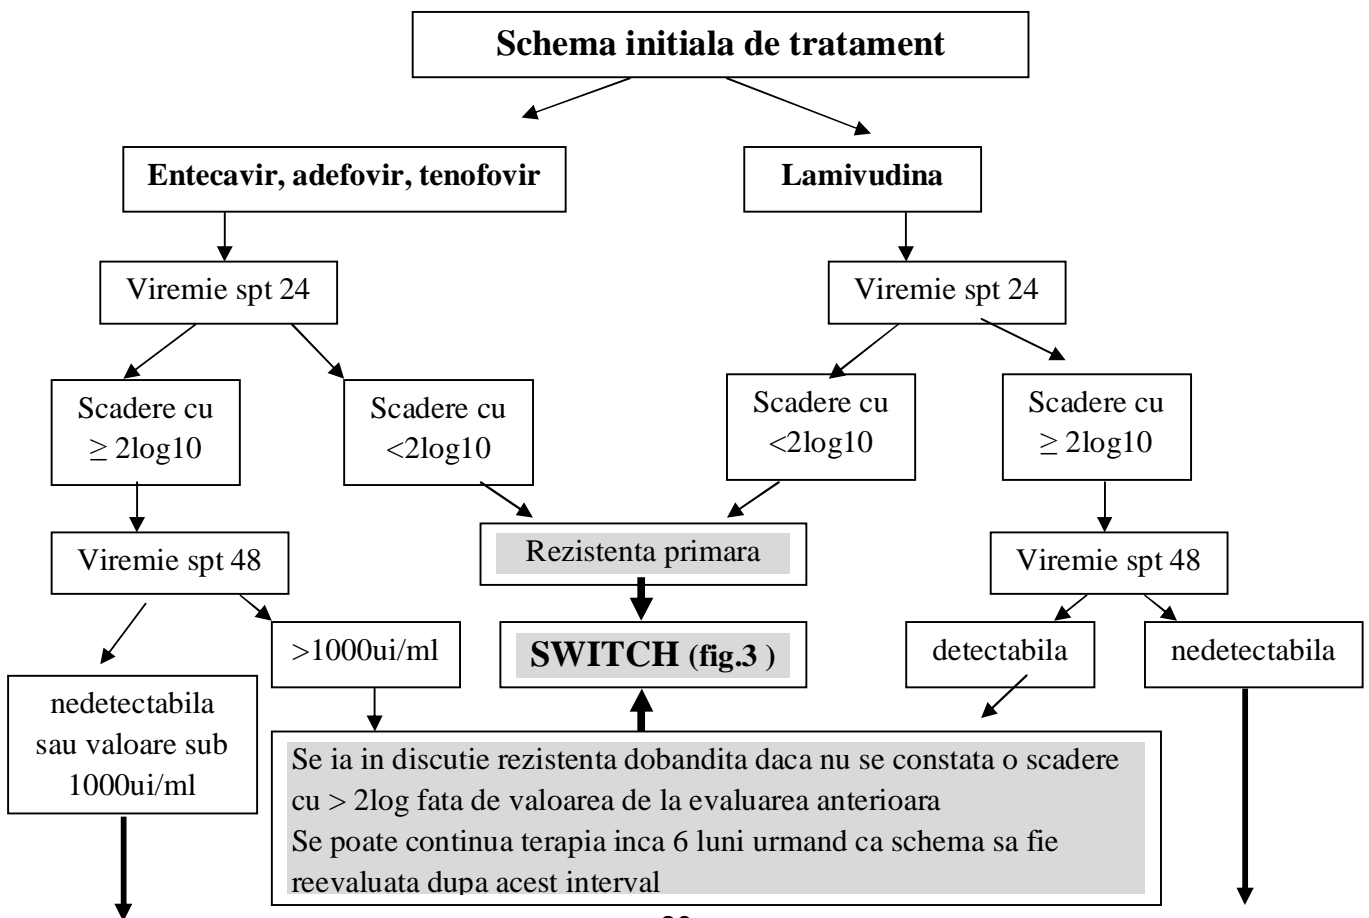 Schema initiala de tratament
Entecavir, adefovir, tenofovir
Lamivudina
Viremie spt 24
Viremie spt 24
Scadere cu
≥ 2log10
Scadere cu
<2log10
Scadere cu
<2log10
Scadere cu
≥ 2log10
Rezistenta primara
Viremie spt 48
Viremie spt 48
>1000ui/ml
SWITCH (fig.3 )
detectabila
nedetectabila
nedetectabila
sau valoare sub
1000ui/ml
Se ia in discutie rezistenta dobandita daca nu se constata o scadere
cu > 2log fata de valoarea de la evaluarea anterioara
Se poate continua terapia inca 6 luni urmand ca schema sa fie
reevaluata dupa acest interval